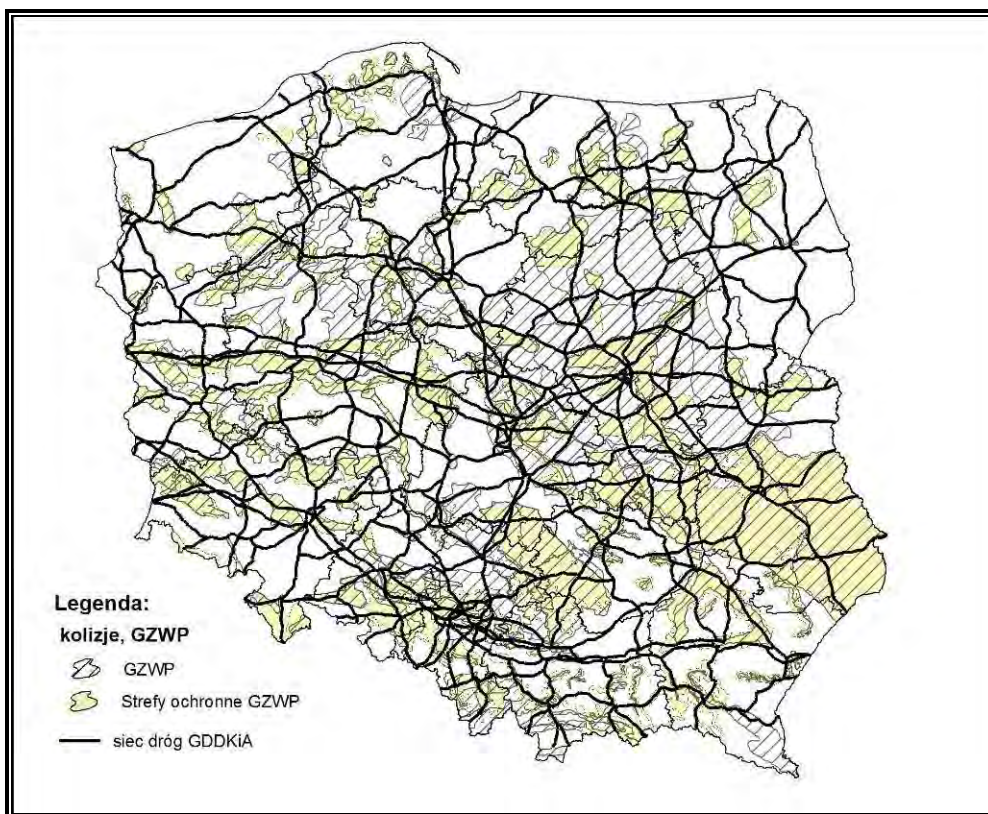 Legenda:
kolizje, GZWP
GZWP
Strefy ochronne GZWP
siec dróg GDDKiA